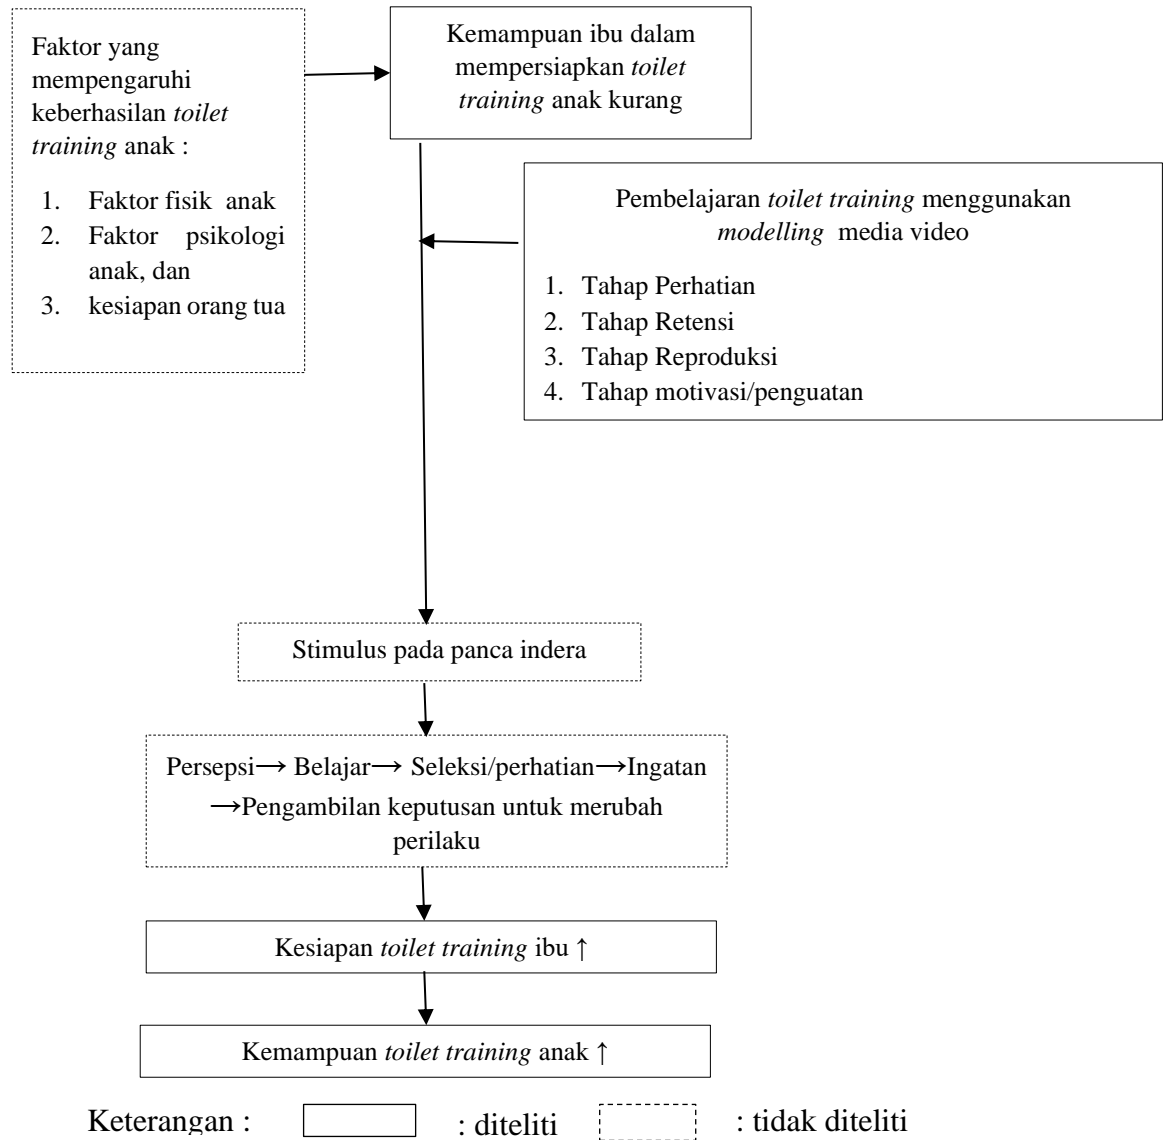 Faktor yang
mempengaruhi
keberhasilan toilet
training anak :
1. Faktor fisik anak
2. Faktor psikologi
anak, dan
3. kesiapan orang tua
Kemampuan ibu dalam
mempersiapkan toilet
training anak kurang
Pembelajaran toilet training menggunakan
modelling media video
1. Tahap Perhatian
2. Tahap Retensi
3. Tahap Reproduksi
4. Tahap motivasi/penguatan
Stimulus pada panca indera
Persepsi→ Belajar→ Seleksi/perhatian→Ingatan
→Pengambilan keputusan untuk merubah
perilaku
Kesiapan toilet training ibu ↑
Kemampuan toilet training anak ↑
Keterangan : : diteliti : tidak diteliti